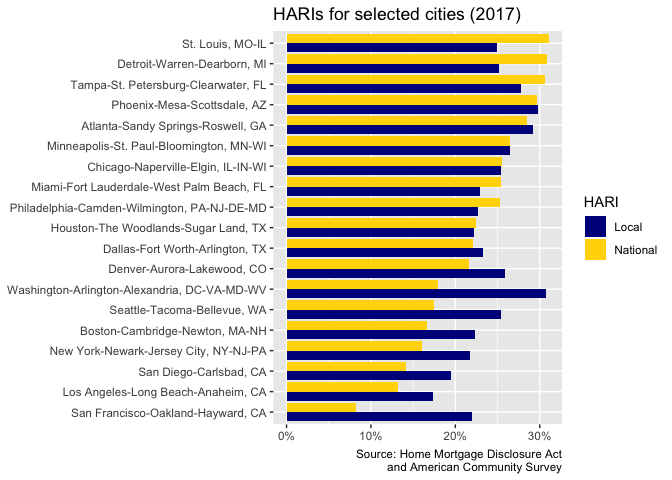 HARIs for selected cities (2017)
St. Louis, MO-IL
Detroit-Warren-Dearborn, MI
Tampa-St. Petersburg-Clearwater, FL
Phoenix-Mesa-Scottsdale, AZ
Atlanta-Sandy Springs-Roswell, GA
Minneapolis-St. Paul-Bloomington, MN-WI
Chicago-Naperville-Elgin, IL-IN-WI
Miami-Fort Lauderdale-West Palm Beach, FL
Philadelphia-Camden-Wilmington, PA-NJ-DE-MD
Houston-The Woodlands-Sugar Land, TX
Dallas-Fort Worth-Arlington, TX
Denver-Aurora-Lakewood, CO
Washington-Arlington-Alexandria, DC-VA-MD-WV
Seattle-Tacoma-Bellevue, WA
Boston-Cambridge-Newton, MA-NH
New York-Newark-Jersey City, NY-NJ-PA
San Diego-Carlsbad, CA
Los Angeles-Long Beach-Anaheim, CA
San Francisco-Oakland-Hayward, CA
0% 10% 20% 30%
HARI
Local
National
Source: Home Mortgage Disclosure Act
and American Community Survey